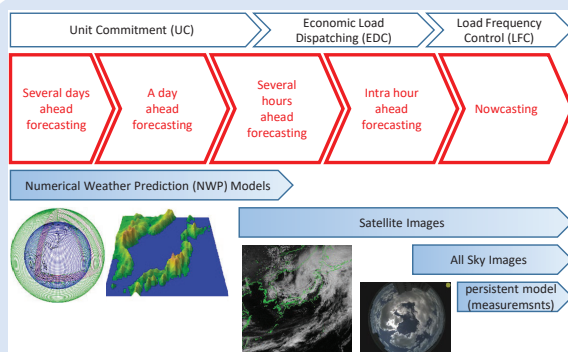 Unit Commitment (UC)
Economic Load
Dispatching (EDC)
Load Frequency
Control (LFC)
Several days
ahead
forecasting
A day
ahead
forecasting
Several
hours
ahead
forecasting
Intra hour
ahead
forecasting
Nowcasting
Numerical Weather Prediction (NWP) Models
Satellite Images
All Sky Images
persistent model
(measuremsnts)